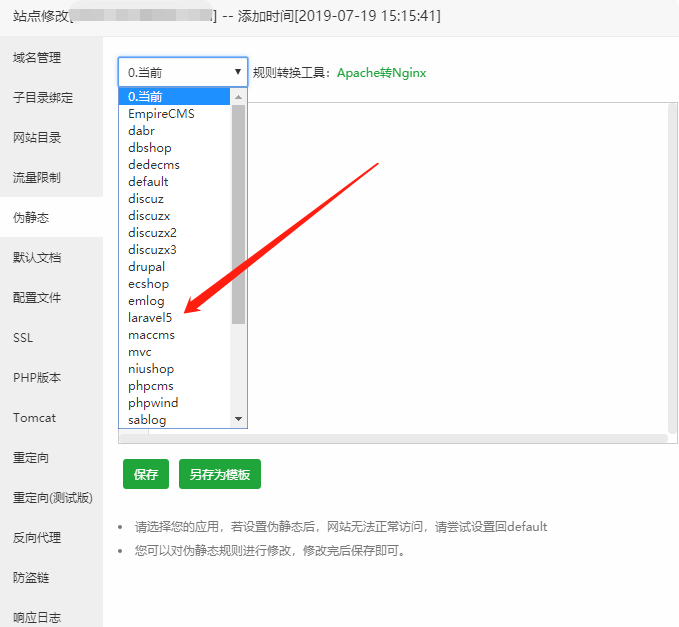 站点修改[ ] -- 添加时间[2019-07-19 15:15:41]
域名管理
子目录绑定
网站目录
流量限制
伪静态
默认文档
配置文件
SSL
PHP版本
Tomcat
重定向
重定向(测试版)
反向代理
防盗链
响应日志
0.当前 规则转换工具：Apache转Nginx
0.当前
EmpireCMS
dabr
dbshop
dedecms
default
discuz
discuzx
discuzx2
discuzx3
drupal
ecshop
emlog
laravel5
maccms
mvc
niushop
phpcms
phpwind
sablog
保存 另存为模板
请选择您的应用，若设置伪静态后，网站无法正常访问，请尝试设置回default
您可以对伪静态规则进行修改，修改完后保存即可。